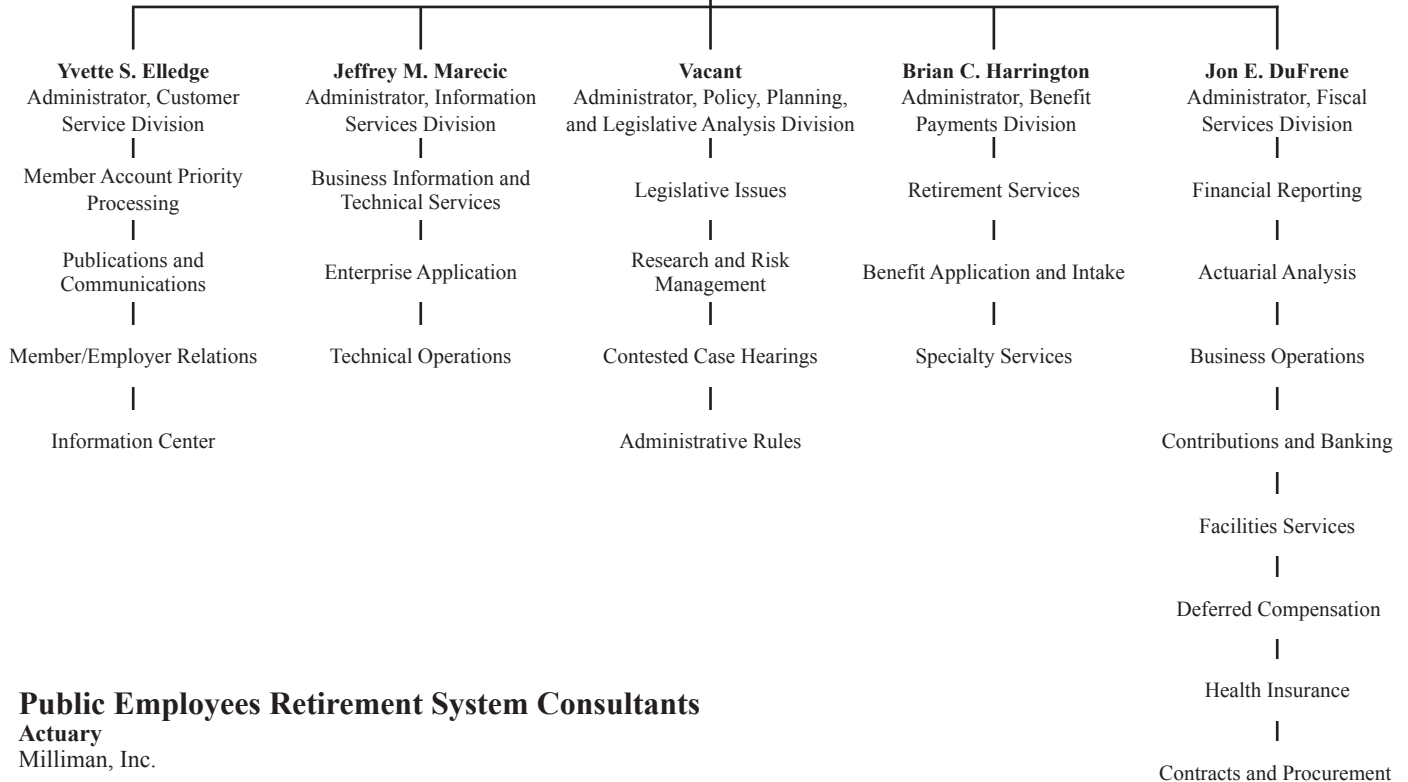 Yvette S. Elledge
Administrator, Customer
Service Division
Member Account Priority
Processing
Publications and
Communications
Member/Employer Relations
Information Center
Jeffrey M. Marecic
Administrator, Information
Services Division
Business Information and
Technical Services
Enterprise Application
Technical Operations
Vacant
Administrator, Policy, Planning,
and Legislative Analysis Division
Legislative Issues
Research and Risk
Management
Contested Case Hearings
Administrative Rules
Brian C. Harrington
Administrator, Benefit
Payments Division
Retirement Services
Benefit Application and Intake
Specialty Services
Jon E. DuFrene
Administrator, Fiscal
Services Division
Financial Reporting
Actuarial Analysis
Business Operations
Contributions and Banking
Facilities Services
Deferred Compensation
Health Insurance
Contracts and Procurement
Public Employees Retirement System Consultants
Actuary
Milliman, Inc.